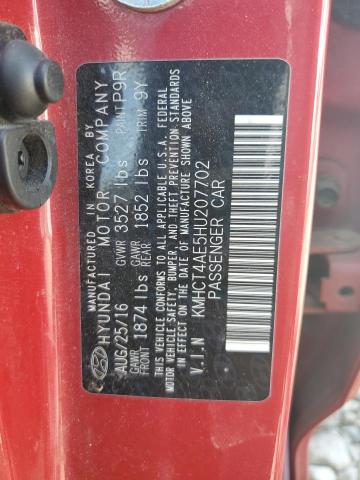 MANUFACTURED IN KOREA BY
HYUNDAI MOTOR COMPANY
AUG/25/16 GVWR 3527 lbs PAINT P9R
GAWR FRONT 1874 lbs GAWR REAR 1852 lbs TRIM 9Y
THIS VEHICLE CONFORMS TO ALL APPLICABLE U.S.A. FEDERAL
MOTOR VEHICLE SAFETY, BUMPER, AND THEFT PREVENTION
STANDARDS IN EFFECT ON THE DATE OF MANUFACTURE SHOWN ABOVE.
V.I.N KMHCT4AE5HU207702
PASSENGER CAR